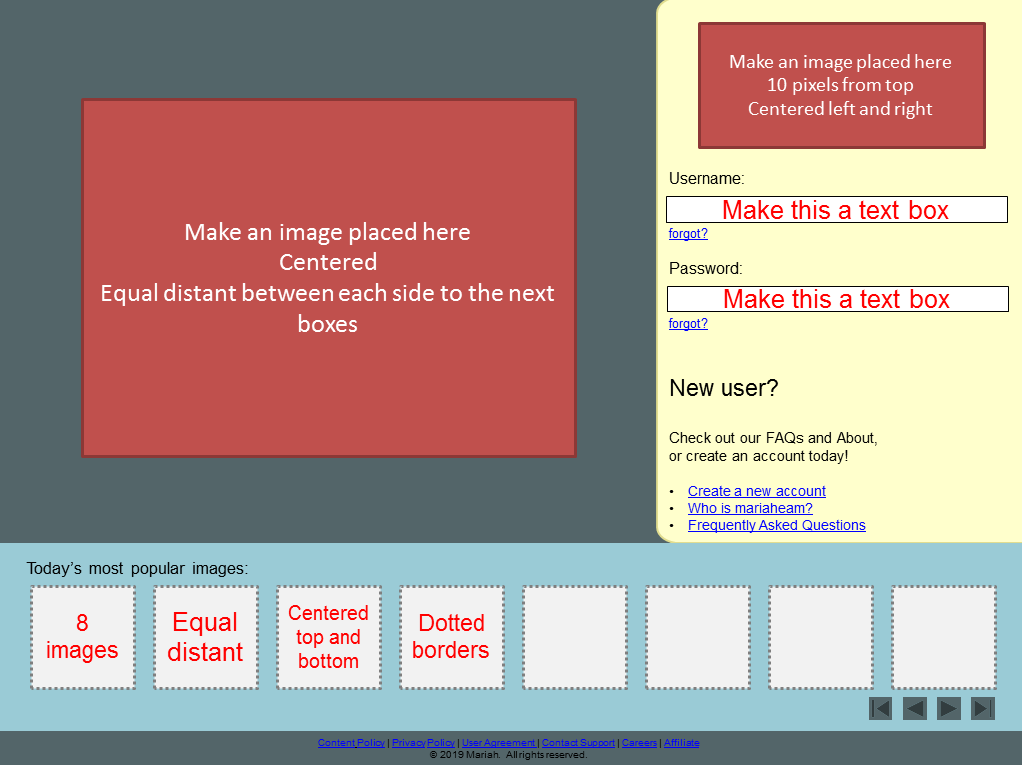 Make an image placed here
Centered
Equal distant between each side to the next
boxes
Make an image placed here
10 pixels from top
Centered left and right
Username:
Make this a text box
forgot?
Password:
Make this a text box
forgot?
New user?
Check out our FAQs and About,
or create an account today!
• Create a new account
• Who is mariaheam?
• Frequently Asked Questions
Today’s most popular images:
8
images
Equal
distant
Centered
top and
bottom
Dotted
borders
Content Policy | Privacy Policy | User Agreement | Contact Support | Careers | Affiliate
© 2019 Mariah. All rights reserved.